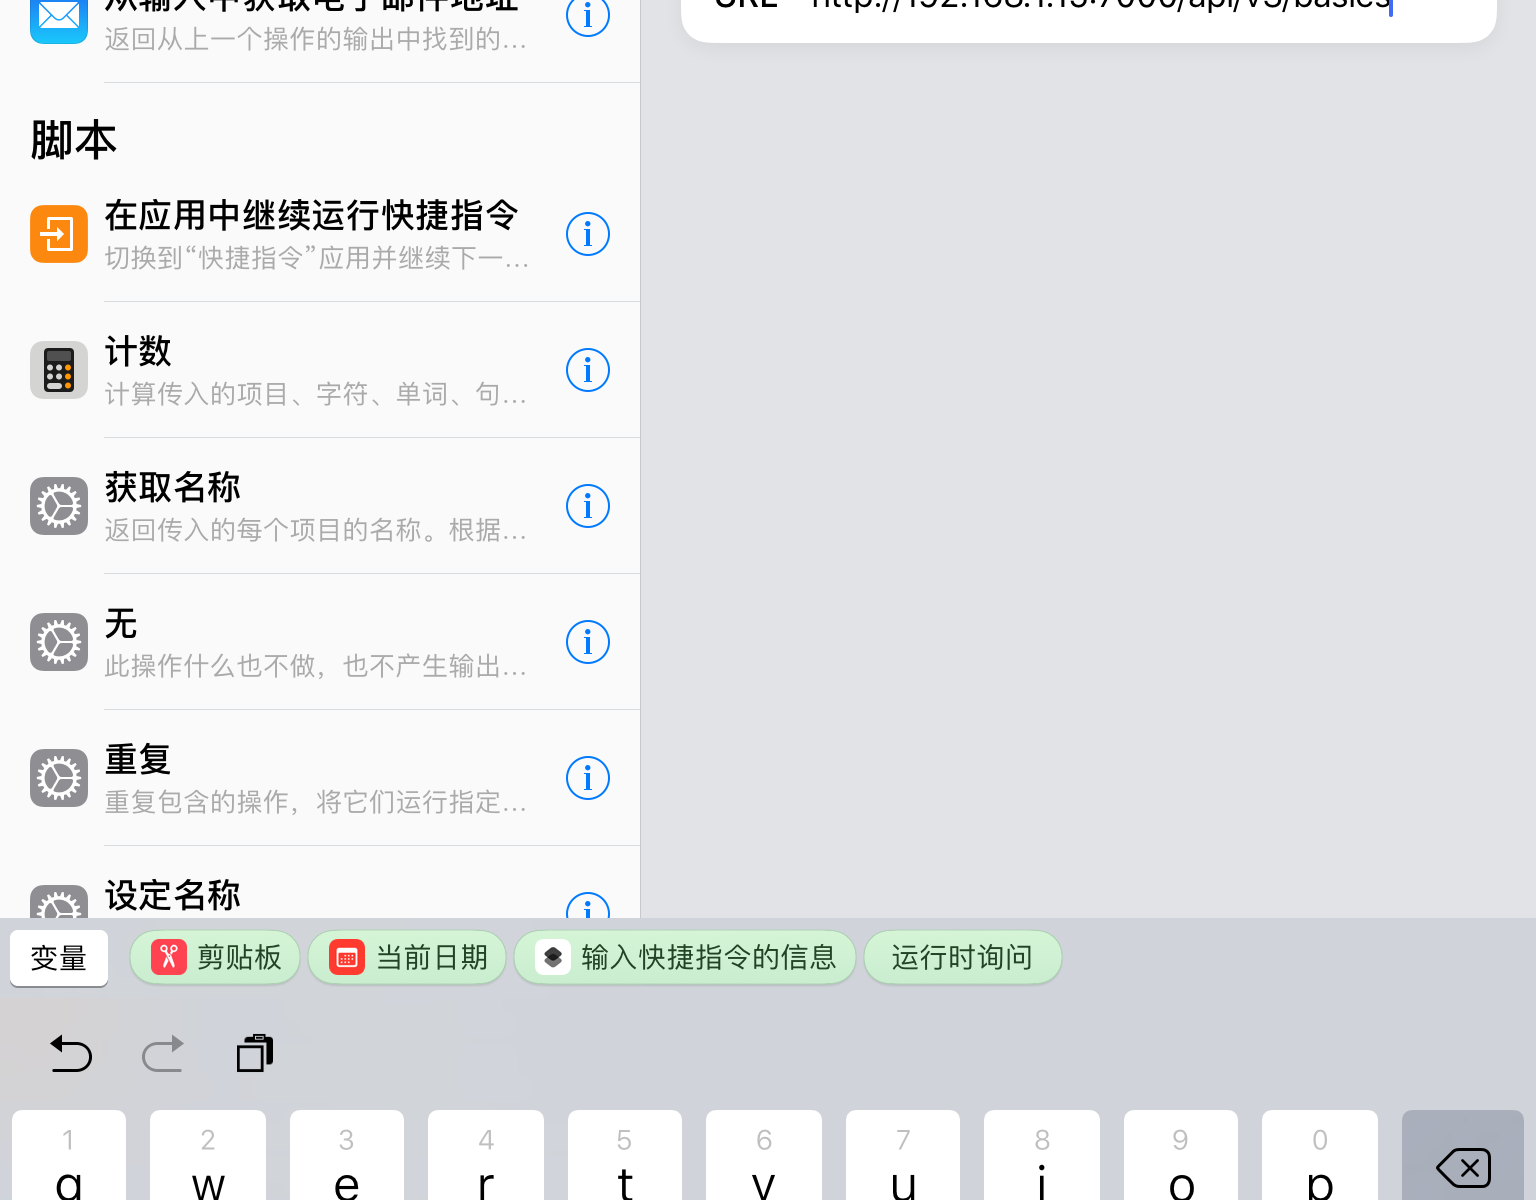 从输入中获取电子邮件地址
返回从上一个操作的输出中找到的...
URL http://192.168.1.15:7000/api/v3/basics
脚本
在应用中继续运行快捷指令
切换到“快捷指令”应用并继续下一...
计数
计算传入的项目、字符、单词、句...
获取名称
返回传入的每个项目的名称。根据...
无
此操作什么也不做，也不产生输出...
重复
重复包含的操作，将它们运行指定...
设定名称
变量 剪贴板 当前日期 输入快捷指令的信息 运行时询问
1 2 3 4 5 6 7 8 9 0
q w e r t y u i o p